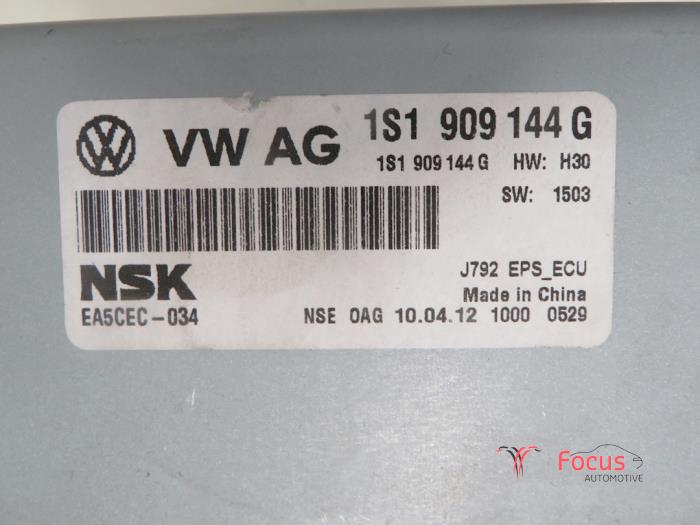 VW AG 1S1 909 144 G
1S1 909 144 G HW: H30
SW: 1503
NSK J792 EPS_ECU
Made in China
EA5CEC-034 NSE OAG 10.04.12 1000 0529
Focus
AUTOMOTIVE